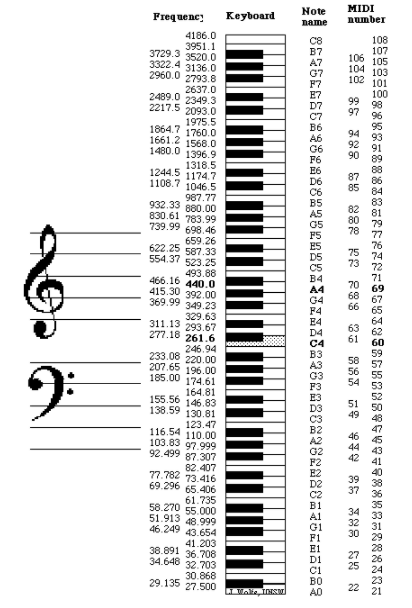 Frequency Keyboard Note name MIDI number
4186.0 C8 108
3951.1 B7 107
3729.3 106
3520.0 A7 105
3322.4 104
3136.0 G7 103
2960.0 102
2793.8 F7 101
2637.0 E7 100
2489.0 99
2349.3 D7 98
2217.5 97
2093.0 C7 96
1975.5 B6 95
1864.7 94
1760.0 A6 93
1661.2 92
1568.0 G6 91
1480.0 90
1396.9 F6 89
1318.5 E6 88
1244.5 87
1174.7 D6 86
1108.7 85
1046.5 C6 84
987.77 B5 83
932.33 82
880.00 A5 81
830.61 80
783.99 G5 79
739.99 78
698.46 F5 77
659.26 E5 76
622.25 75
587.33 D5 74
554.37 73
523.25 C5 72
493.88 B4 71
466.16 70
440.0 A4 69
415.30 68
392.00 G4 67
369.99 66
349.23 F4 65
329.63 E4 64
311.13 63
293.67 D4 62
277.18 61
261.6 C4 60
246.94 B3 59
233.08 58
220.00 A3 57
207.65 56
196.00 G3 55
185.00 54
174.61 F3 53
164.81 E3 52
155.56 51
146.83 D3 50
138.59 49
130.81 C3 48
123.47 B2 47
116.54 46
110.00 A2 45
103.83 44
97.999 G2 43
92.499 42
87.307 F2 41
82.407 E2 40
77.782 39
73.416 D2 38
69.296 37
65.406 C2 36
61.735 B1 35
58.270 34
55.000 A1 33
51.913 32
48.999 G1 31
46.249 30
43.654 F1 29
41.203 E1 28
38.891 27
36.708 D1 26
34.648 25
32.703 C1 24
30.868 B0 23
29.135 22
27.500 J. Wolfe, UNSW A0 21